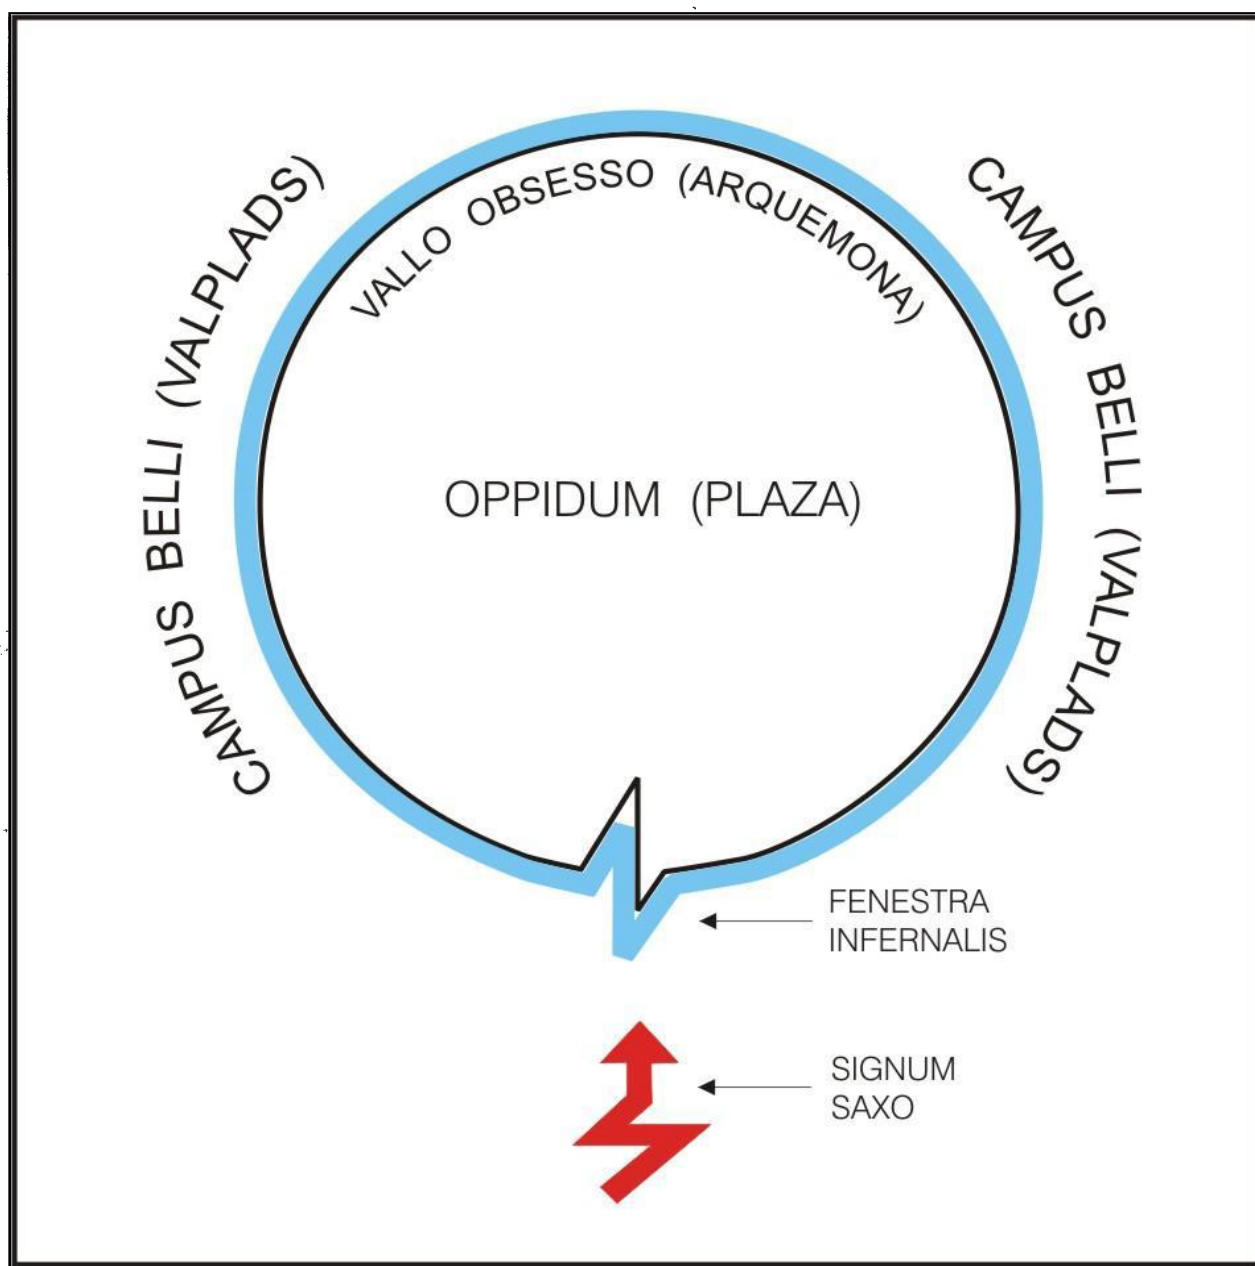 VALLO OBSESSO (ARQUEMONA)
CAMPUS BELLI (VALPLADS)
CAMPUS BELLI (VALPLADS)
OPPIDUM (PLAZA)
FENESTRA
INFERNALIS
SIGNUM
SAXO